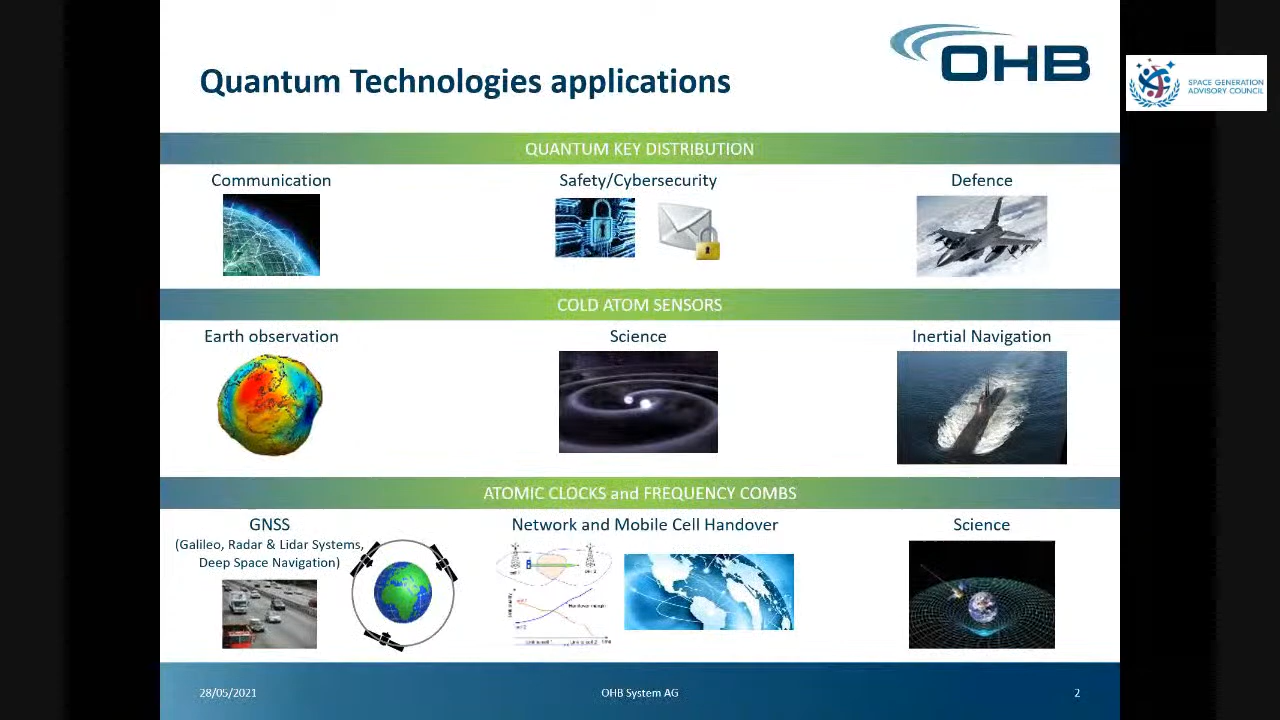 OHB
SPACE GENERATION
ADVISORY COUNCIL
Quantum Technologies applications
QUANTUM KEY DISTRIBUTION
Communication
Safety/Cybersecurity
Defence
COLD ATOM SENSORS
Earth observation
Science
Inertial Navigation
ATOMIC CLOCKS and FREQUENCY COMBS
GNSS
(Galileo, Radar & Lidar Systems,
Deep Space Navigation)
Network and Mobile Cell Handover
Science
Handover margin
28/05/2021
OHB System AG
2